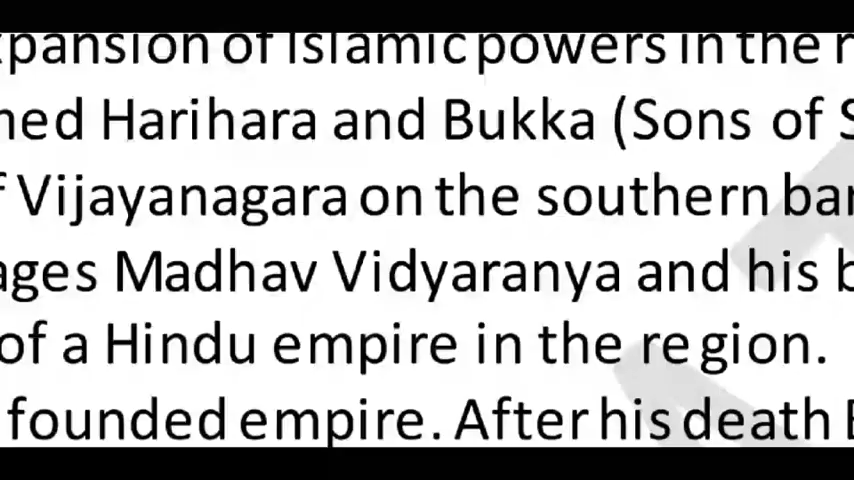 xpansion of Islamic powers in the
ned Harihara and Bukka (Sons of S
f Vijayanagara on the southern ban
ages Madhav Vidyaranya and his b
of a Hindu empire in the region.
founded empire. After his death